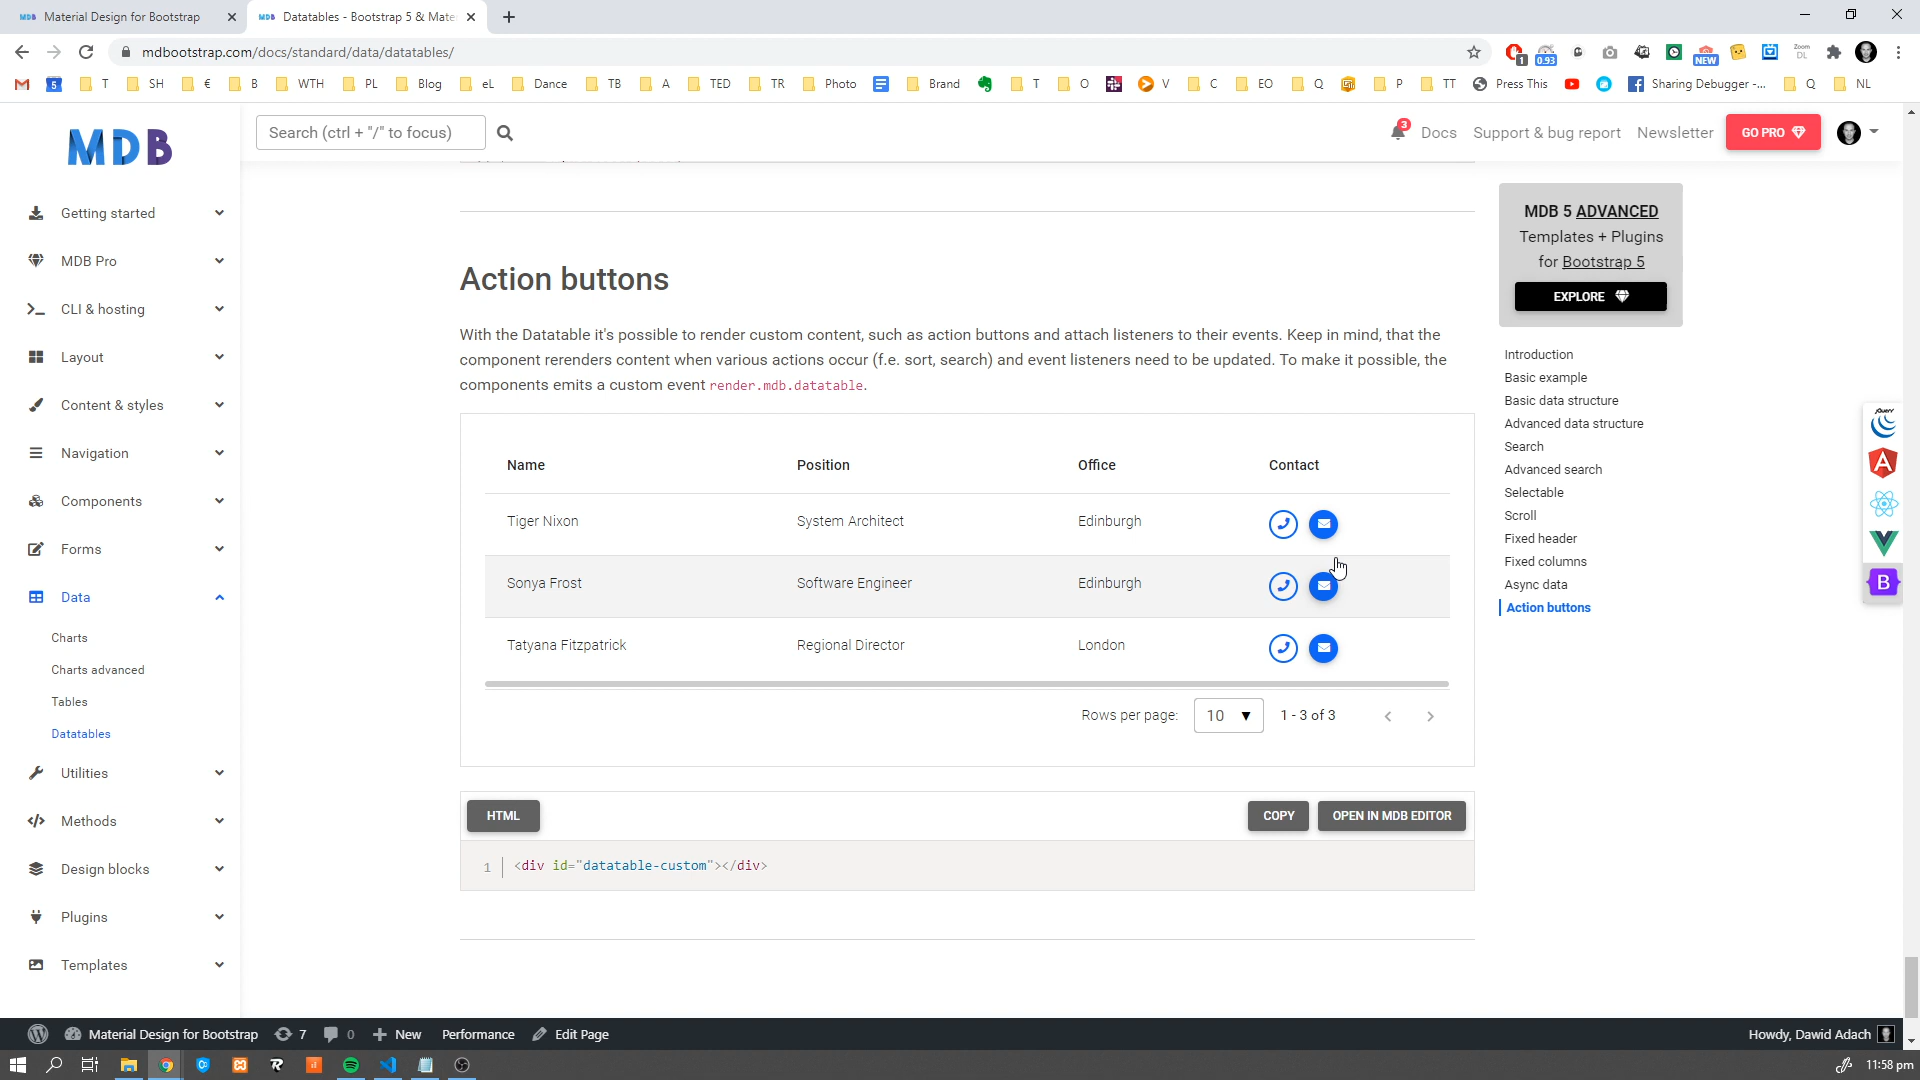 Material Design for Bootstrap
Datatables - Bootstrap 5 & Mate
mdbootstrap.com/docs/standard/data/datatables/
1
0.93
NEW
Zoom
DL
5
T
SH
€
B
WTH
PL
Blog
eL
Dance
TB
A
TED
TR
Photo
Brand
T
O
V
C
EO
Q
P
TT
Press This
Sharing Debugger -...
Q
NL
MDB
Search (ctrl + "/" to focus)
3
Docs
Support & bug report
Newsletter
GO PRO
Getting started
MDB Pro
CLI & hosting
Layout
Content & styles
Navigation
Components
Forms
Data
Charts
Charts advanced
Tables
Datatables
Utilities
Methods
Design blocks
Plugins
Templates
Action buttons
With the Datatable it's possible to render custom content, such as action buttons and attach listeners to their events. Keep in mind, that the
component rerenders content when various actions occur (f.e. sort, search) and event listeners need to be updated. To make it possible, the
components emits a custom event render.mdb.datatable.
Name Position Office Contact
Tiger Nixon System Architect Edinburgh
Sonya Frost Software Engineer Edinburgh
Tatyana Fitzpatrick Regional Director London
Rows per page: 10 1 - 3 of 3
HTML
COPY
OPEN IN MDB EDITOR
1 <div id="datatable-custom"></div>
MDB 5 ADVANCED
Templates + Plugins
for Bootstrap 5
EXPLORE
Introduction
Basic example
Basic data structure
Advanced data structure
Search
Advanced search
Selectable
Scroll
Fixed header
Fixed columns
Async data
Action buttons
jQuery
A
B
Material Design for Bootstrap
7
0
New
Performance
Edit Page
Howdy, Dawid Adach
11:58 pm